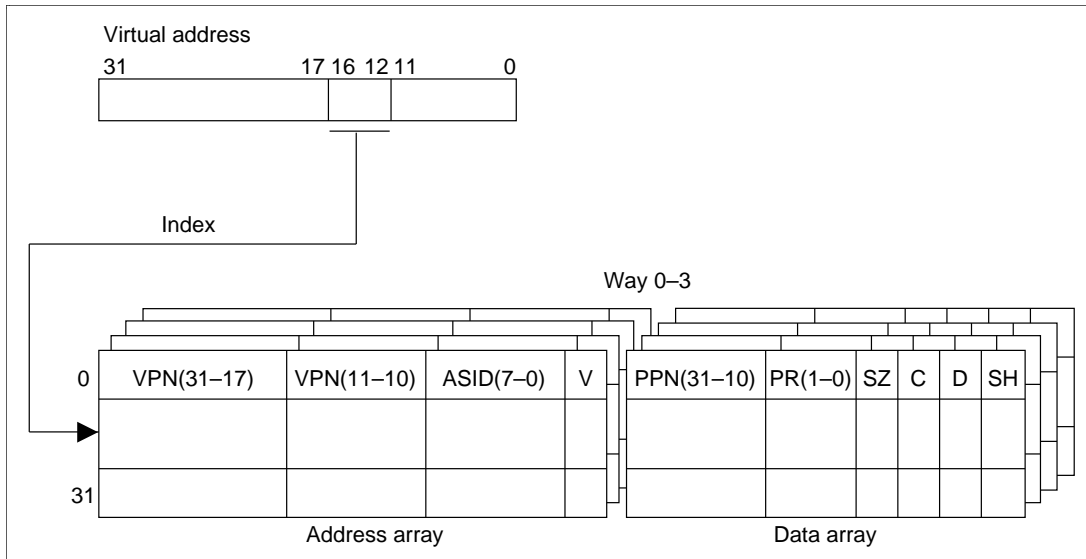 Virtual address
31 17 16 12 11 0
Index
Way 0–3
0 VPN(31–17) VPN(11–10) ASID(7–0) V PPN(31–10) PR(1–0) SZ C D SH
31
Address array Data array